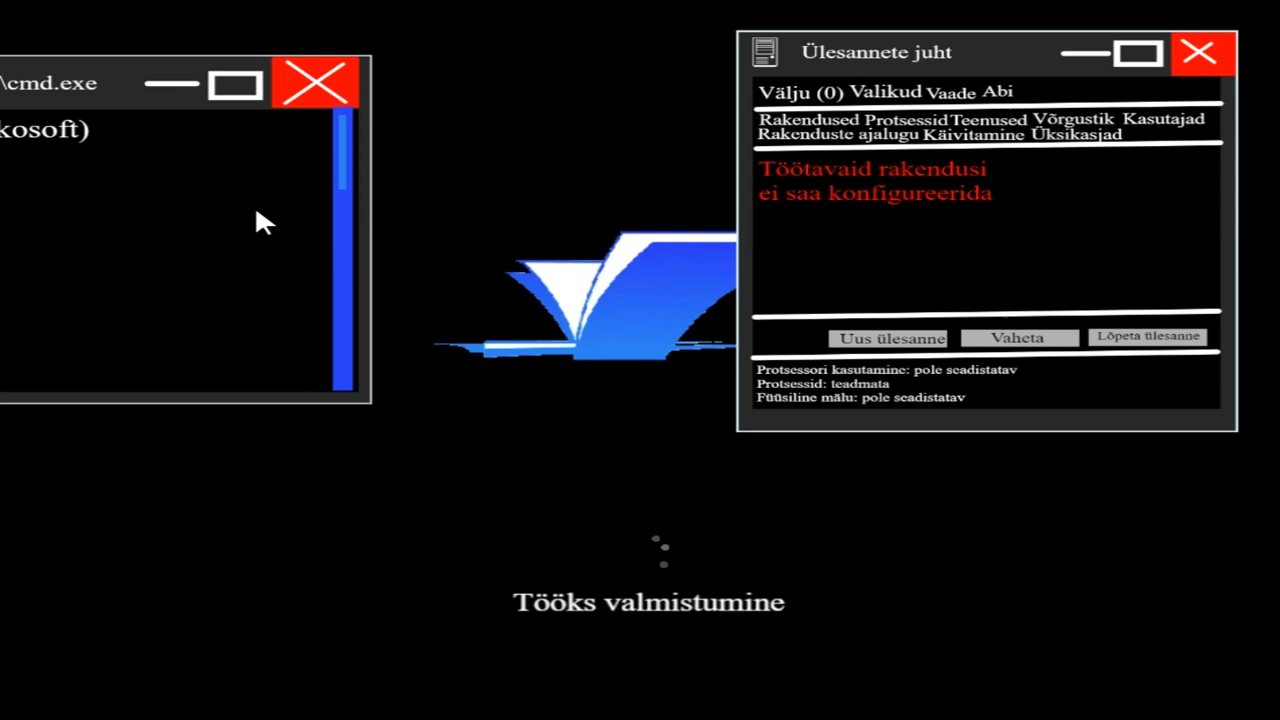 \cmd.exe
kosoft)
Ülesannete juht
Välju (0) Valikud Vaade Abi
Rakendused Protsessid Teenused Võrgustik Kasutajad
Rakenduste ajalugu Käivitamine Üksikasjad
Töötavaid rakendusi
ei saa konfigureerida
Uus ülesanne Vaheta Lõpeta ülesanne
Protsessori kasutamine: pole seadistatav
Protsessid: teadmata
Füüsiline mälu: pole seadistatav
Tööks valmistumine